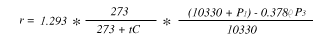 r = 1.293 * 273 / 273 + tC * (10330 + P₁) - 0.378φ P₃ / 10330